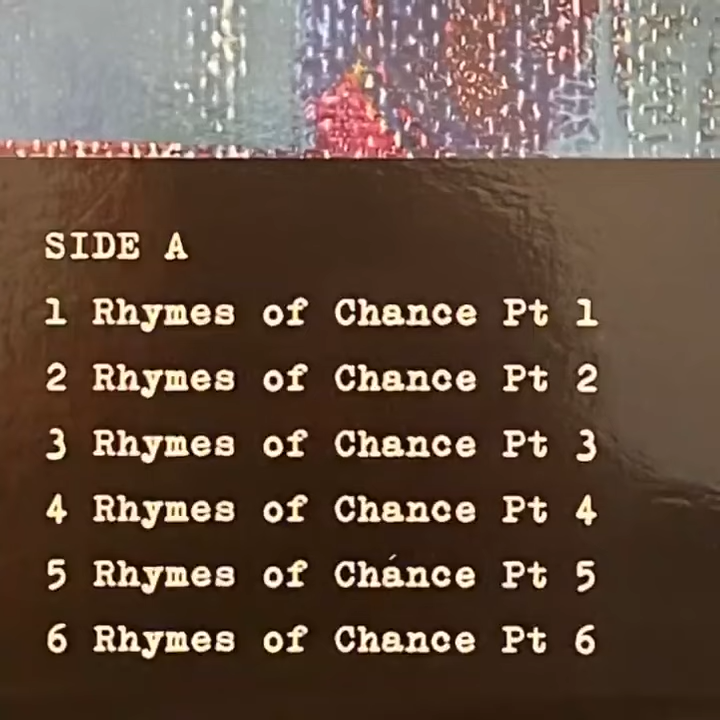 SIDE A
1 Rhymes of Chance Pt 1
2 Rhymes of Chance Pt 2
3 Rhymes of Chance Pt 3
4 Rhymes of Chance Pt 4
5 Rhymes of Chánce Pt 5
6 Rhymes of Chance Pt 6